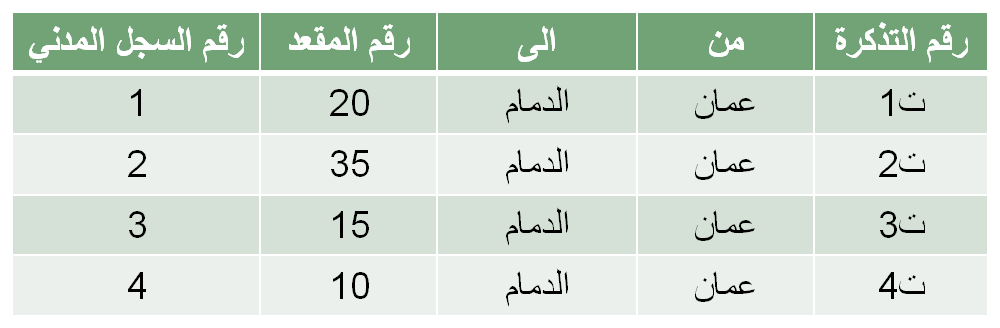 رقم التذكرة من الى رقم المقعد رقم السجل المدني
ت1 عمان الدمام 20 1
ت2 عمان الدمام 35 2
ت3 عمان الدمام 15 3
ت4 عمان الدمام 10 4